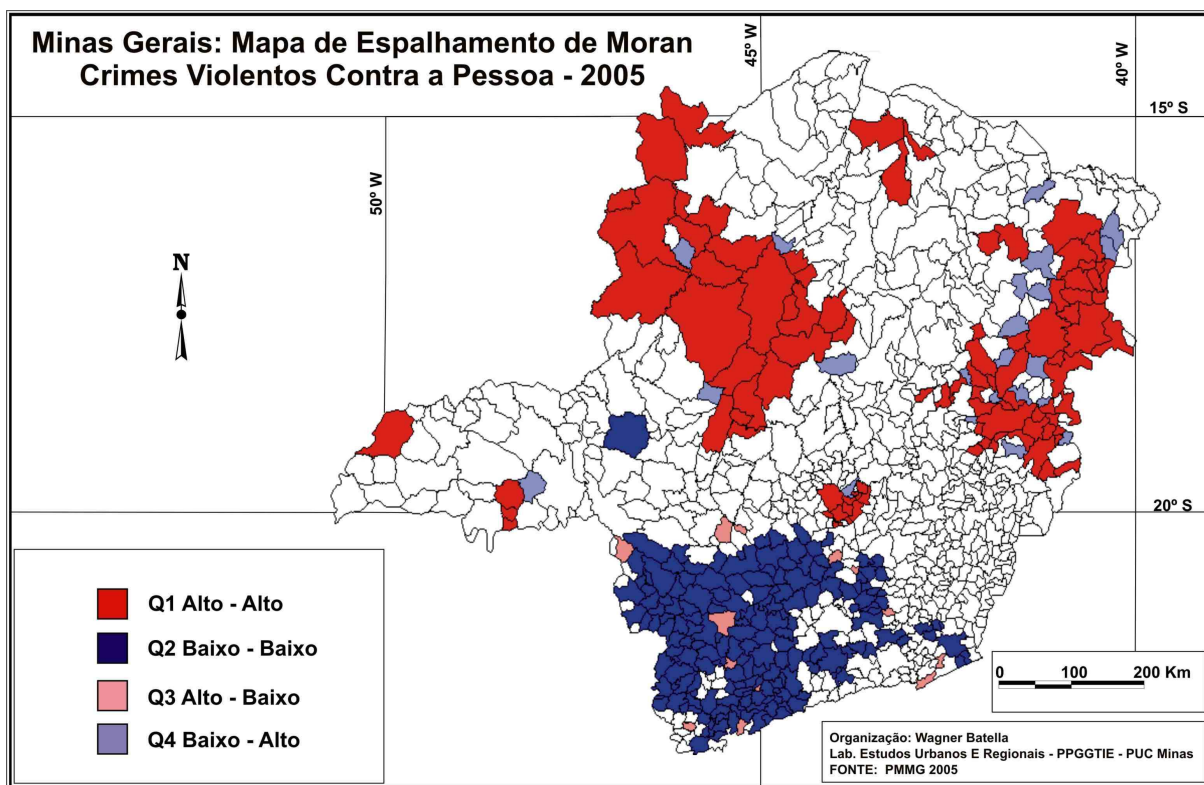 Minas Gerais: Mapa de Espalhamento de Moran
Crimes Violentos Contra a Pessoa - 2005
45º W
40º W
15º S
50º W
N
20º S
Q1 Alto - Alto
Q2 Baixo - Baixo
Q3 Alto - Baixo
Q4 Baixo - Alto
0 100 200 Km
Organização: Wagner Batella
Lab. Estudos Urbanos E Regionais - PPGGTIE - PUC Minas
FONTE: PMMG 2005